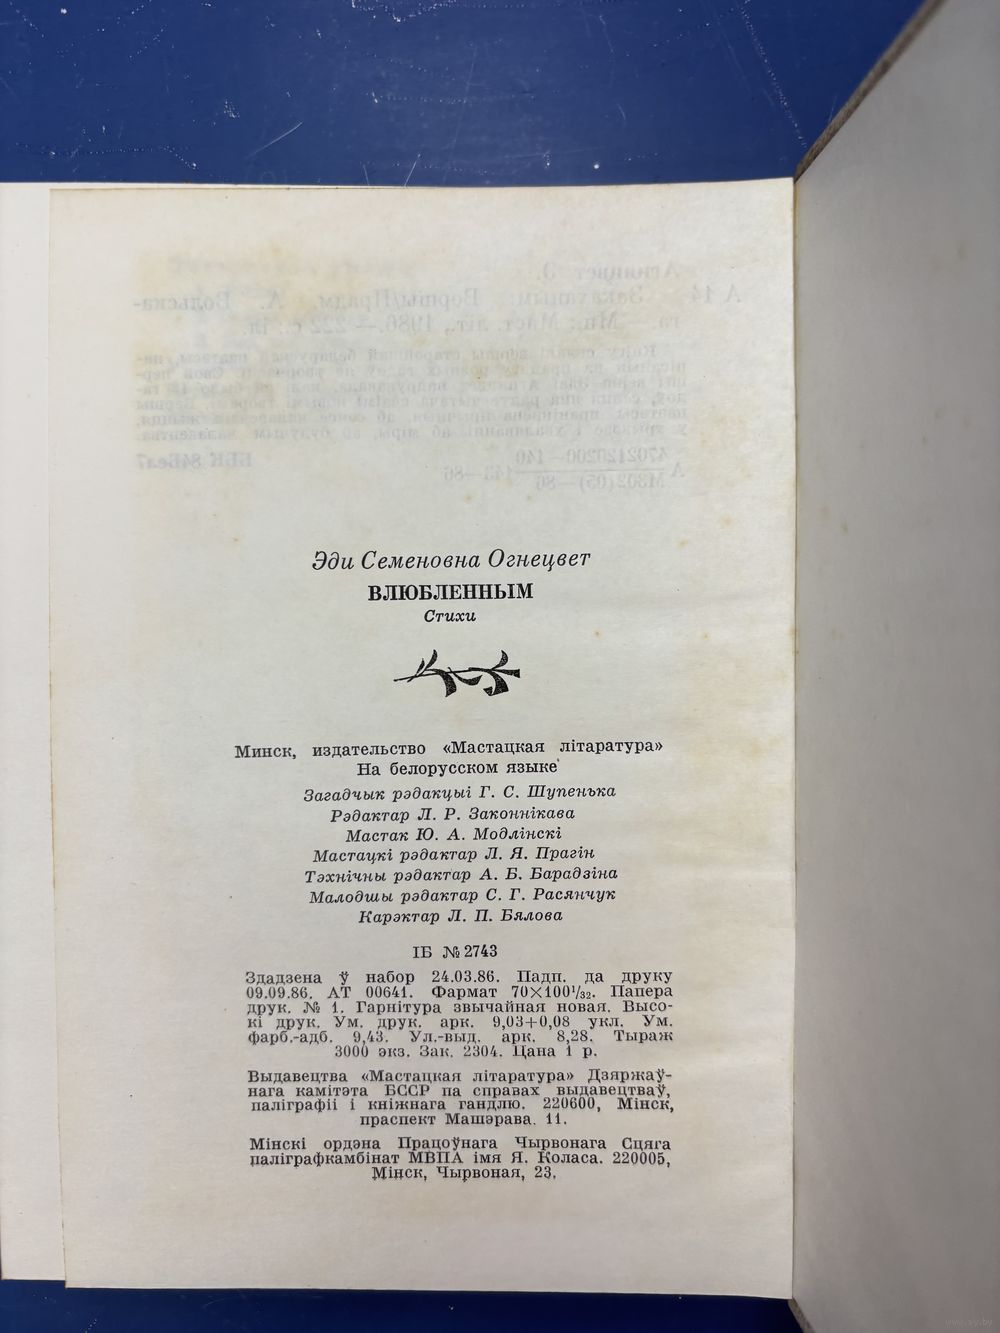 Эди Семеновна Огнецвет
ВЛЮБЛЕННЫМ
Стихи
Минск, издательство «Мастацкая літаратура»
На белорусском языке
Загадчык рэдакцыі Г. С. Шупенька
Рэдактар Л. Р. Законнікава
Мастак Ю. А. Модлінскі
Мастацкі рэдактар Л. Я. Прагін
Тэхнічны рэдактар А. Б. Барадзіна
Малодшы рэдактар С. Г. Расянчук
Карэктар Л. П. Бялова
ІБ № 2743
Здадзена ў набор 24.03.86. Падп. да друку
09.09.86. АТ 00641. Фармат 70×100¹/₃₂. Папера
друк. № 1. Гарнітура звычайная новая. Высо-
кі друк. Ум. друк. арк. 9,03+0,08 укл. Ум.
фарб.-адб. 9,43. Ул.-выд. арк. 8,28. Тыраж
3000 экз. Зак. 2304. Цана 1 р.
Выдавецтва «Мастацкая літаратура» Дзяржаў-
нага камітэта БССР па справах выдавецтваў,
паліграфіі і кніжнага гандлю. 220600, Мінск,
праспект Машэрава. 11.
Мінскі ордэна Працоўнага Чырвонага Сцяга
паліграфкамбінат МВПА імя Я. Коласа. 220005,
Мінск, Чырвоная, 23.